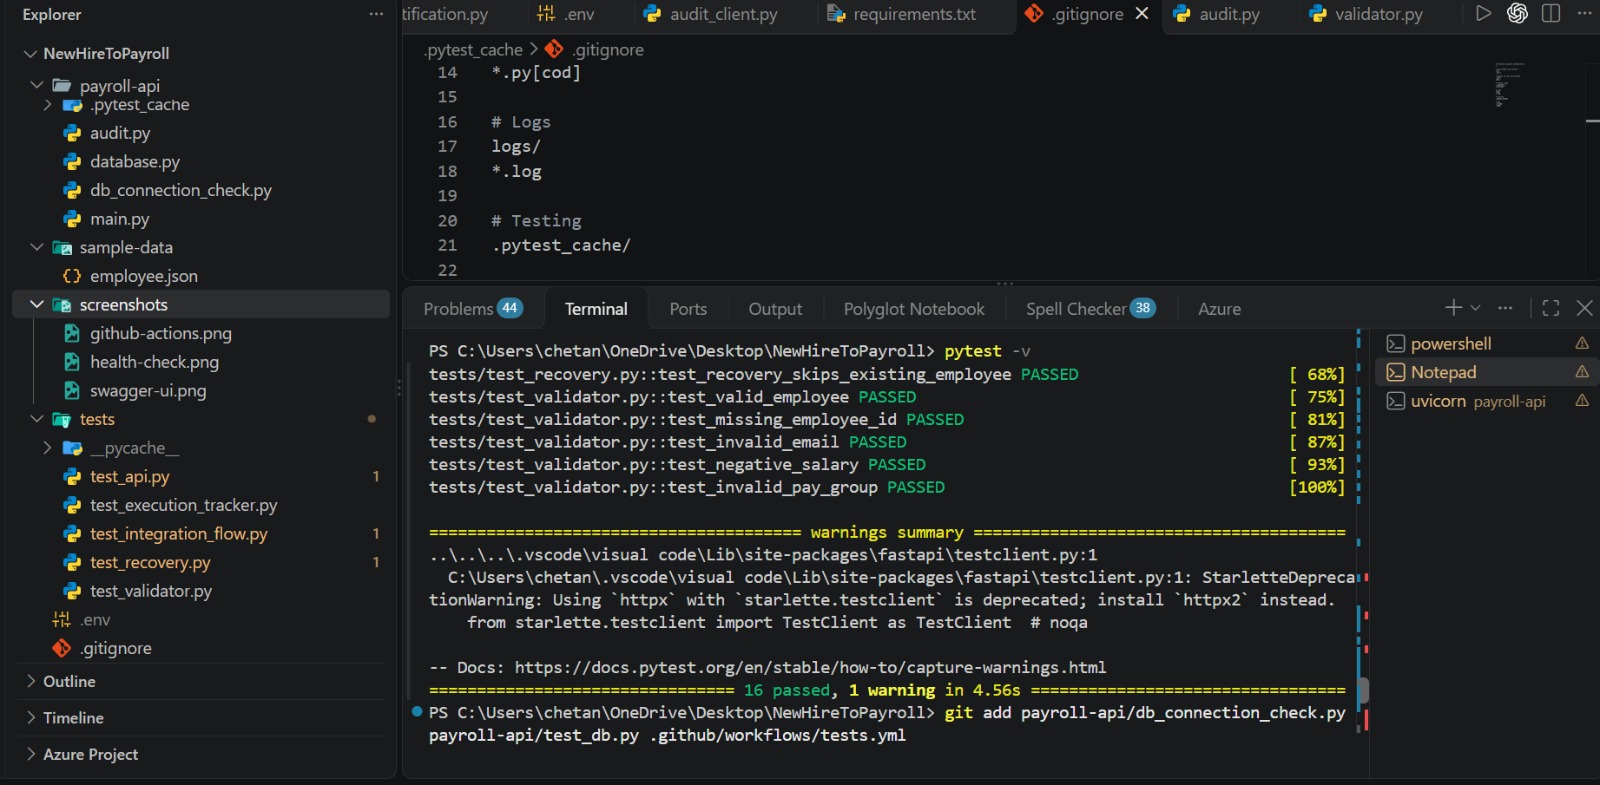 Explorer
tification.py
.env
audit_client.py
requirements.txt
.gitignore
audit.py
validator.py
NewHireToPayroll
payroll-api
.pytest_cache
audit.py
database.py
db_connection_check.py
main.py
sample-data
employee.json
screenshots
github-actions.png
health-check.png
swagger-ui.png
tests
__pycache__
test_api.py 1
test_execution_tracker.py
test_integration_flow.py 1
test_recovery.py 1
test_validator.py
.env
.gitignore
Outline
Timeline
Azure Project
.pytest_cache > .gitignore
14 *.py[cod]
15
16 # Logs
17 logs/
18 *.log
19
20 # Testing
21 .pytest_cache/
22
Problems 44 Terminal Ports Output Polyglot Notebook Spell Checker 38 Azure
PS C:\Users\chetan\OneDrive\Desktop\NewHireToPayroll> pytest -v
tests/test_recovery.py::test_recovery_skips_existing_employee PASSED [ 68%]
tests/test_validator.py::test_valid_employee PASSED [ 75%]
tests/test_validator.py::test_missing_employee_id PASSED [ 81%]
tests/test_validator.py::test_invalid_email PASSED [ 87%]
tests/test_validator.py::test_negative_salary PASSED [ 93%]
tests/test_validator.py::test_invalid_pay_group PASSED [100%]
======================================= warnings summary =======================================
..\..\..\.vscode\visual code\Lib\site-packages\fastapi\testclient.py:1
C:\Users\chetan\.vscode\visual code\Lib\site-packages\fastapi\testclient.py:1: StarletteDepreca
tionWarning: Using `httpx` with `starlette.testclient` is deprecated; install `httpx2` instead.
from starlette.testclient import TestClient as TestClient  # noqa
-- Docs: https://docs.pytest.org/en/stable/how-to/capture-warnings.html
================================ 16 passed, 1 warning in 4.56s =================================
PS C:\Users\chetan\OneDrive\Desktop\NewHireToPayroll> git add payroll-api/db_connection_check.py
payroll-api/test_db.py .github/workflows/tests.yml
powershell
Notepad
uvicorn payroll-api